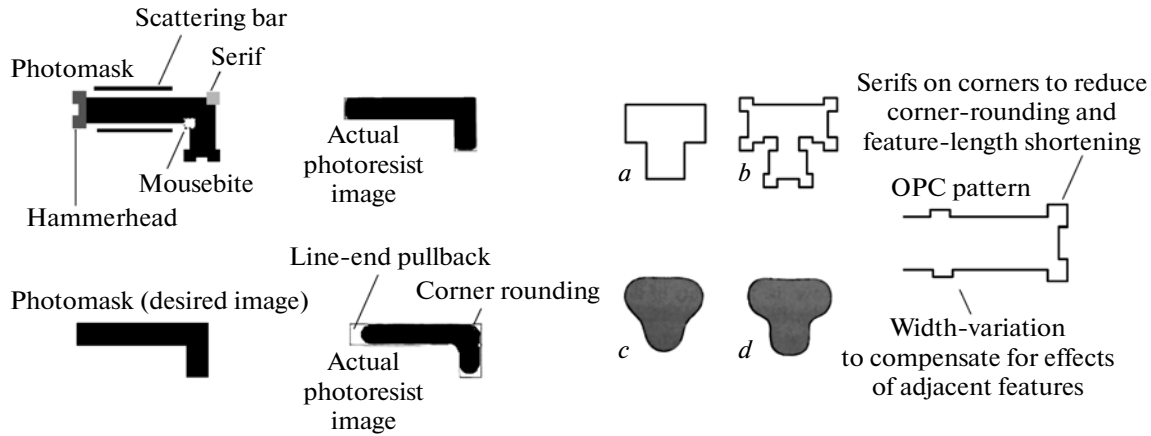 Scattering bar
Serif
Photomask
Mousebite
Hammerhead
Actual
photoresist
image
Photomask (desired image)
Line-end pullback
Corner rounding
Actual
photoresist
image
a
b
c
d
Serifs on corners to reduce
corner-rounding and
feature-length shortening
OPC pattern
Width-variation
to compensate for effects
of adjacent features